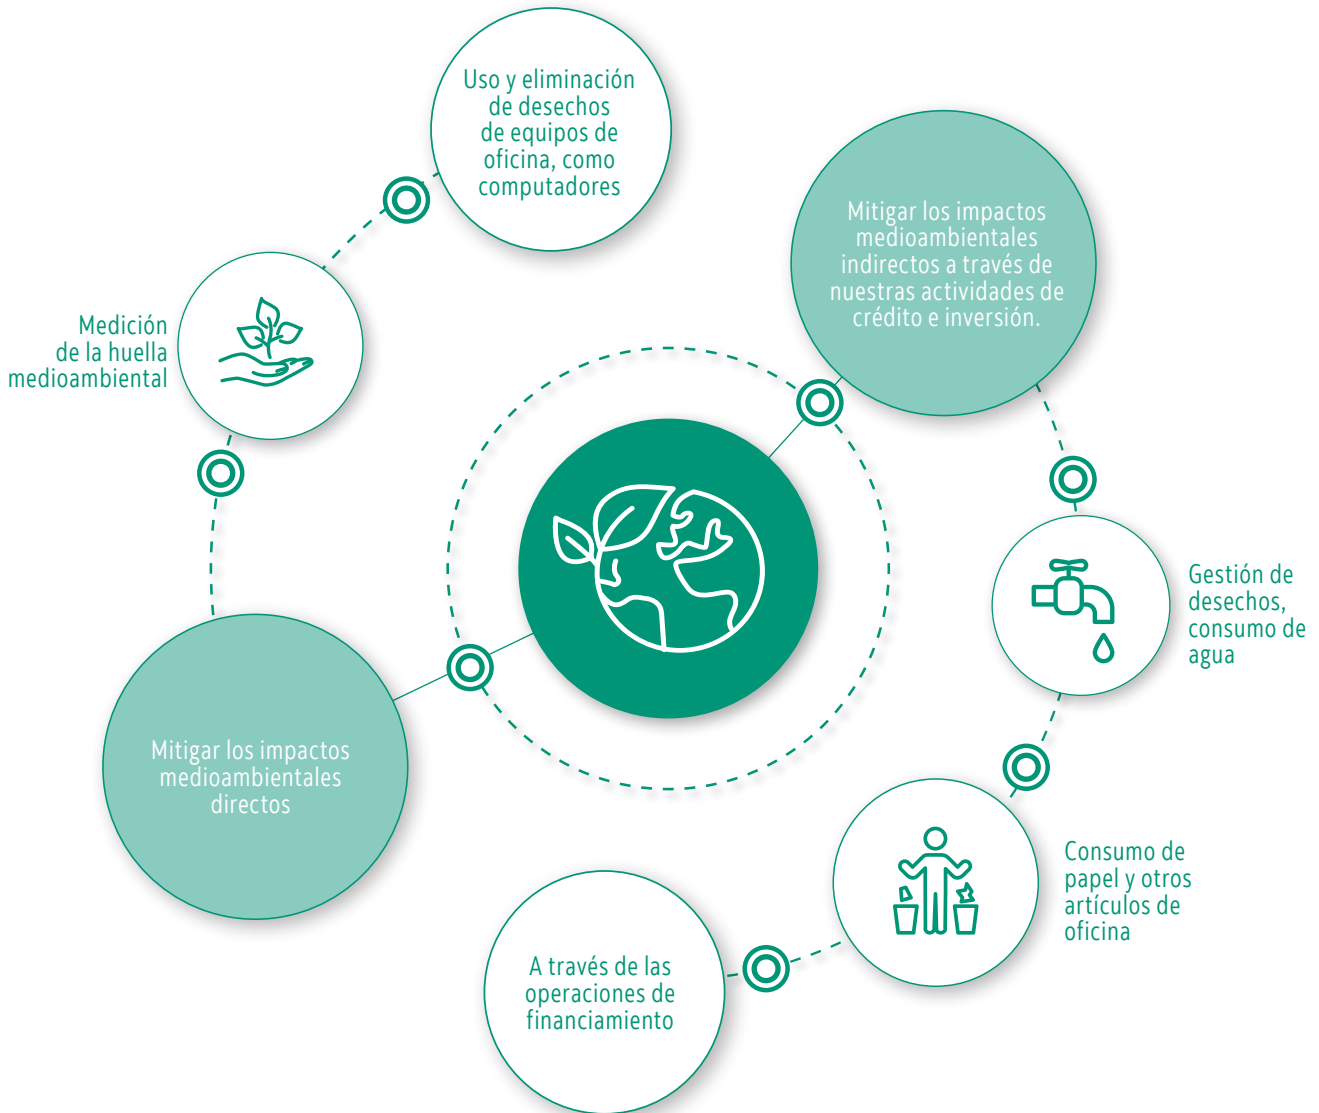 Uso y eliminación
de desechos
de equipos de
oficina, como
computadores
Mitigar los impactos
medioambientales
indirectos a través de
nuestras actividades de
crédito e inversión.
Medición
de la huella
medioambiental
Gestión de
desechos,
consumo de
agua
Mitigar los impactos
medioambientales
directos
Consumo de
papel y otros
artículos de
oficina
A través de las
operaciones de
financiamiento